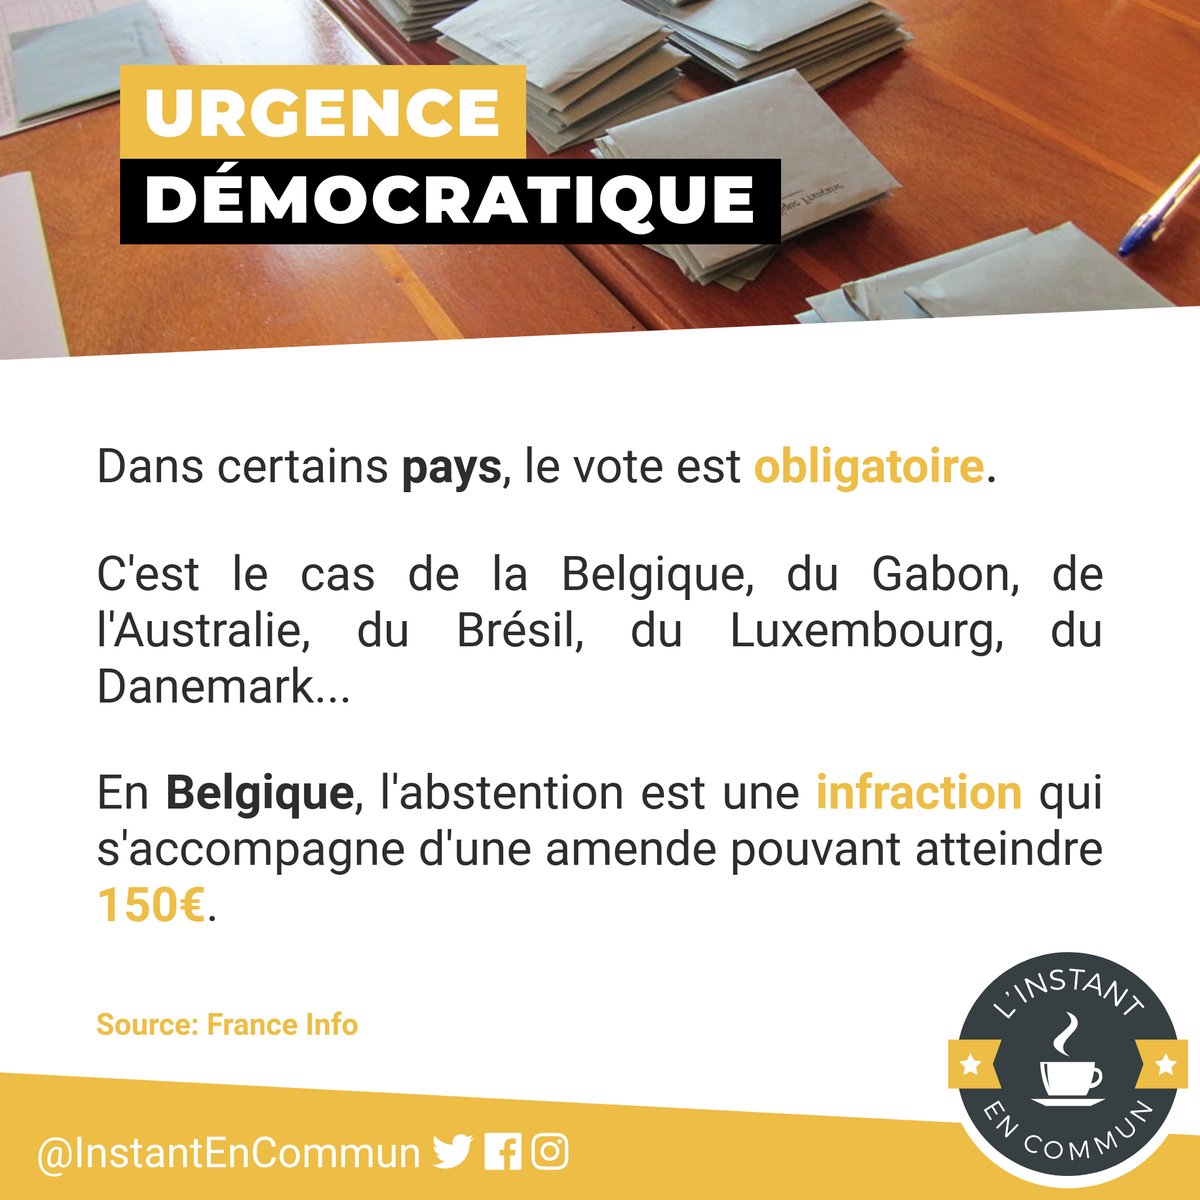 URGENCE
DÉMOCRATIQUE
Dans certains pays, le vote est obligatoire.
C'est le cas de la Belgique, du Gabon, de
l'Australie, du Brésil, du Luxembourg, du
Danemark...
En Belgique, l'abstention est une infraction qui
s'accompagne d'une amende pouvant atteindre
150€.
Source: France Info
L'INSTANT
EN COMMUN
@InstantEnCommun